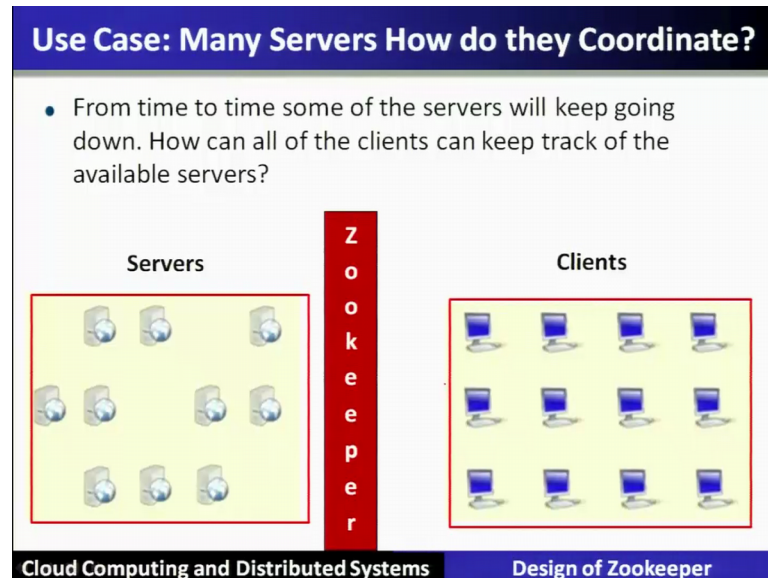 Use Case: Many Servers How do they Coordinate?
From time to time some of the servers will keep going
down. How can all of the clients can keep track of the
available servers?
Servers
Z
o
o
k
e
e
p
e
r
Clients
Cloud Computing and Distributed Systems
Design of Zookeeper